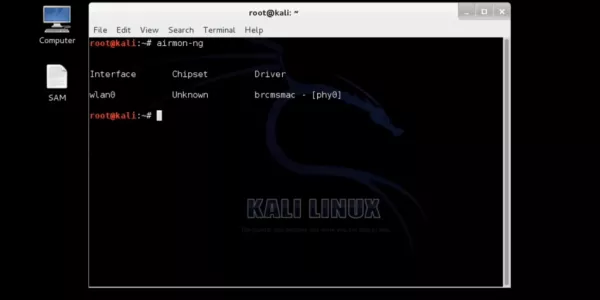 root@kali: ~
File Edit View Search Terminal Help
root@kali:~# airmon-ng
Interface Chipset Driver
wlan0 Unknown brcmsmac - [phy0]
root@kali:~#
KALI LINUX
Computer
SAM